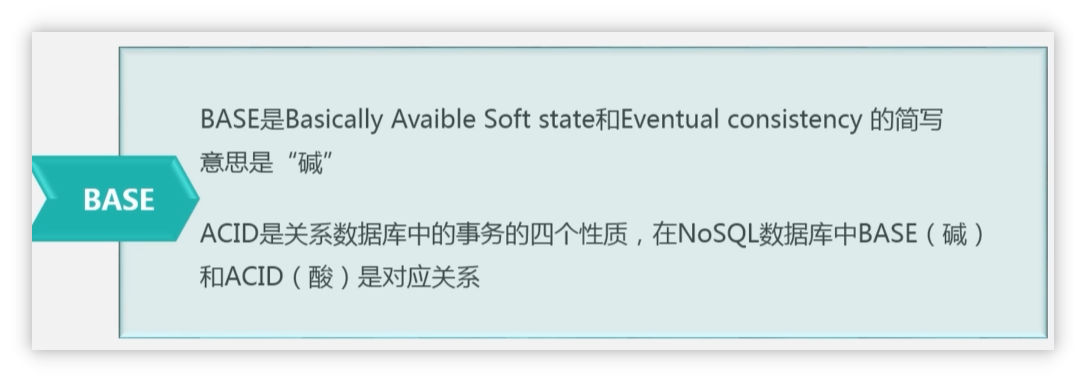 BASE是Basically Avaible Soft state和Eventual consistency 的简写
意思是“碱”
BASE
ACID是关系数据库中的事务的四个性质，在NoSQL数据库中BASE（碱）
和ACID（酸）是对应关系